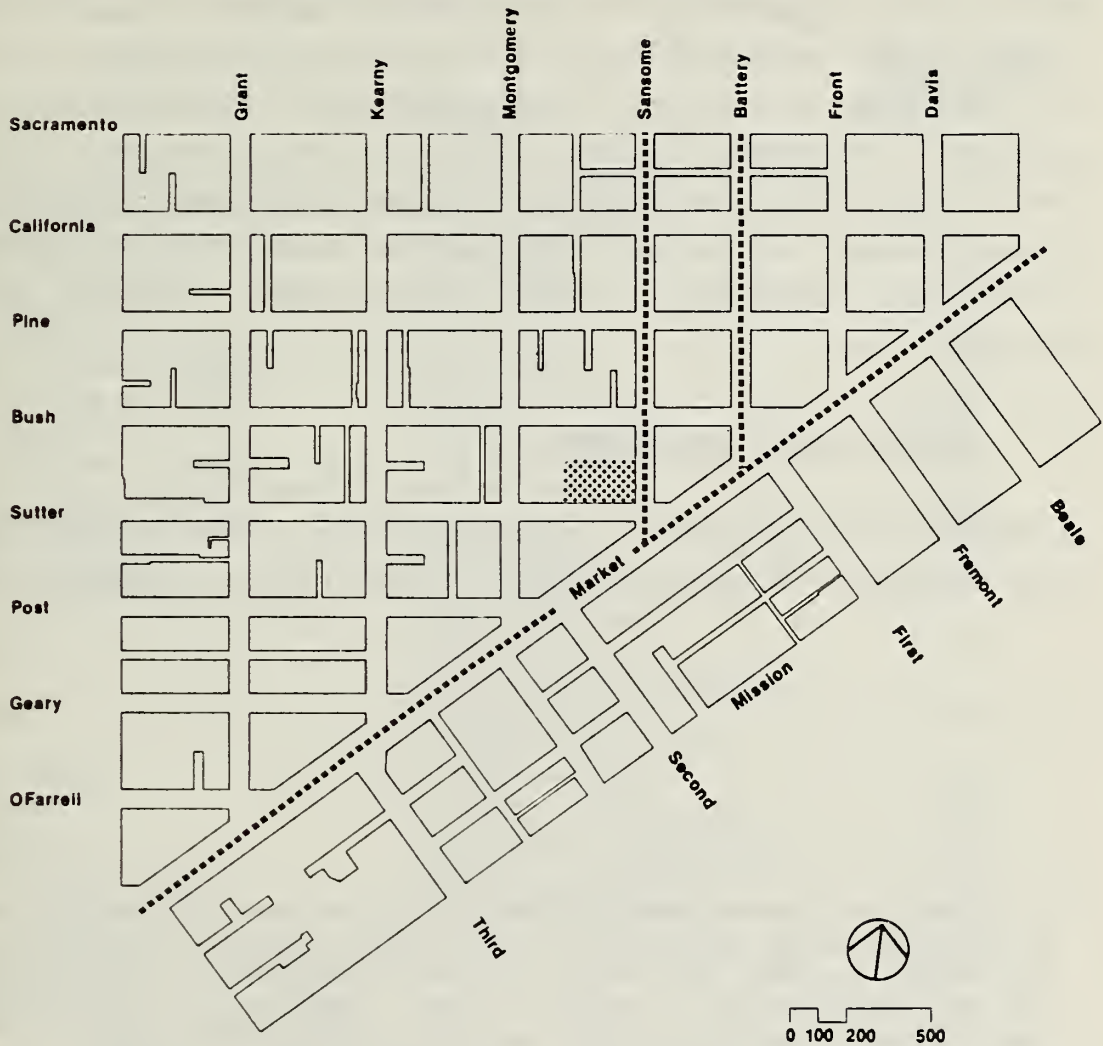 Grant
Kearny
Montgomery
Sansome
Battery
Front
Davis
Sacramento
California
Pine
Bush
Sutter
Post
Geary
OFarrell
Market
Mission
Beale
Fremont
First
Second
Third
0 100 200 500